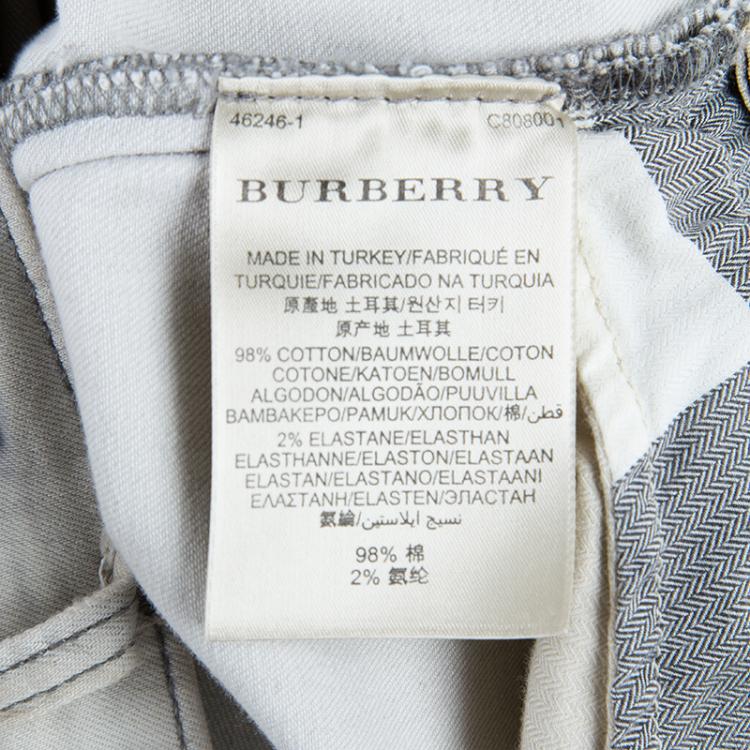 46246-1 C808001
BURBERRY
MADE IN TURKEY/FABRIQUÉ EN
TURQUIE/FABRICADO NA TURQUIA
原產地 土耳其/원산지 터키
原产地 土耳其
98% COTTON/BAUMWOLLE/COTON
COTONE/KATOEN/BOMULL
ALGODON/ALGODÃO/PUUVILLA
ΒΑΜΒΑΚΕΡΟ/PAMUK/ХЛОПОК/棉/قطن
2% ELASTANE/ELASTHAN
ELASTHANNE/ELASTON/ELASTAAN
ELASTAN/ELASTANO/ELASTAANI
ΕΛΑΣΤΑΝΗ/ELASTEN/ЭЛАСТАН
氨綸/نسيج ايلاستين
98% 棉
2% 氨纶